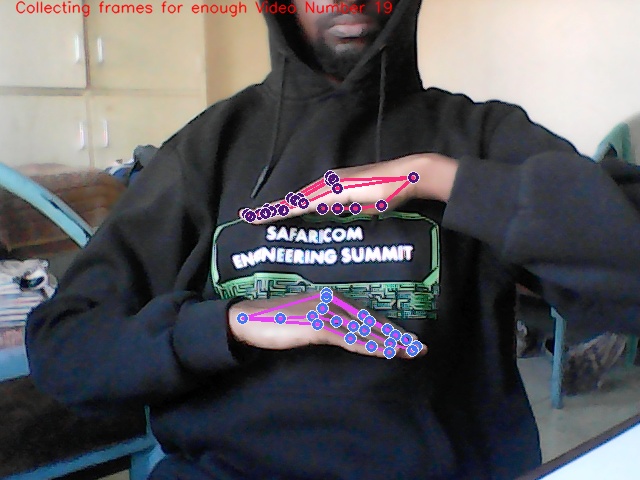 Collecting frames for enough Video Number 19
SAFARICOM
ENGINEERING SUMMIT